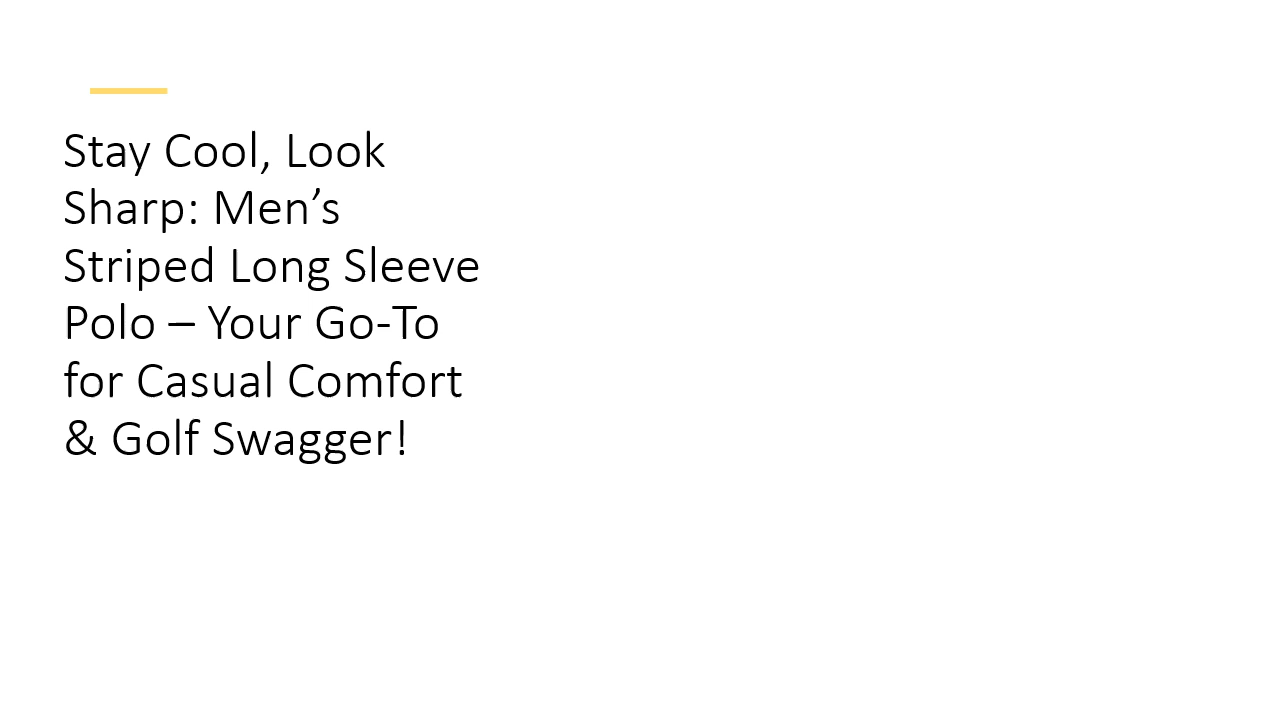 Stay Cool, Look
Sharp: Men’s
Striped Long Sleeve
Polo – Your Go-To
for Casual Comfort
& Golf Swagger!